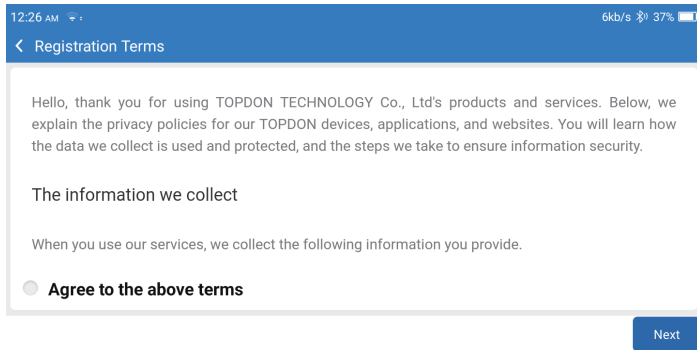 12:26 AM
6kb/s 37%
Registration Terms
Hello, thank you for using TOPDON TECHNOLOGY Co., Ltd's products and services. Below, we
explain the privacy policies for our TOPDON devices, applications, and websites. You will learn how
the data we collect is used and protected, and the steps we take to ensure information security.
The information we collect
When you use our services, we collect the following information you provide.
Agree to the above terms
Next